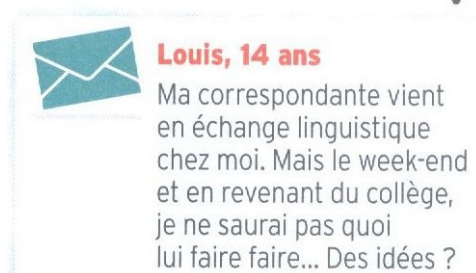 Louis, 14 ans
Ma correspondante vient
en échange linguistique
chez moi. Mais le week-end
et en revenant du collège,
je ne saurai pas quoi
lui faire faire... Des idées ?